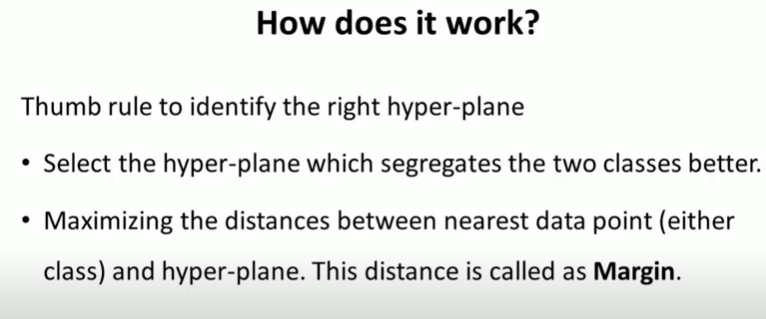 How does it work?
Thumb rule to identify the right hyper-plane
• Select the hyper-plane which segregates the two classes better.
• Maximizing the distances between nearest data point (either
class) and hyper-plane. This distance is called as Margin.